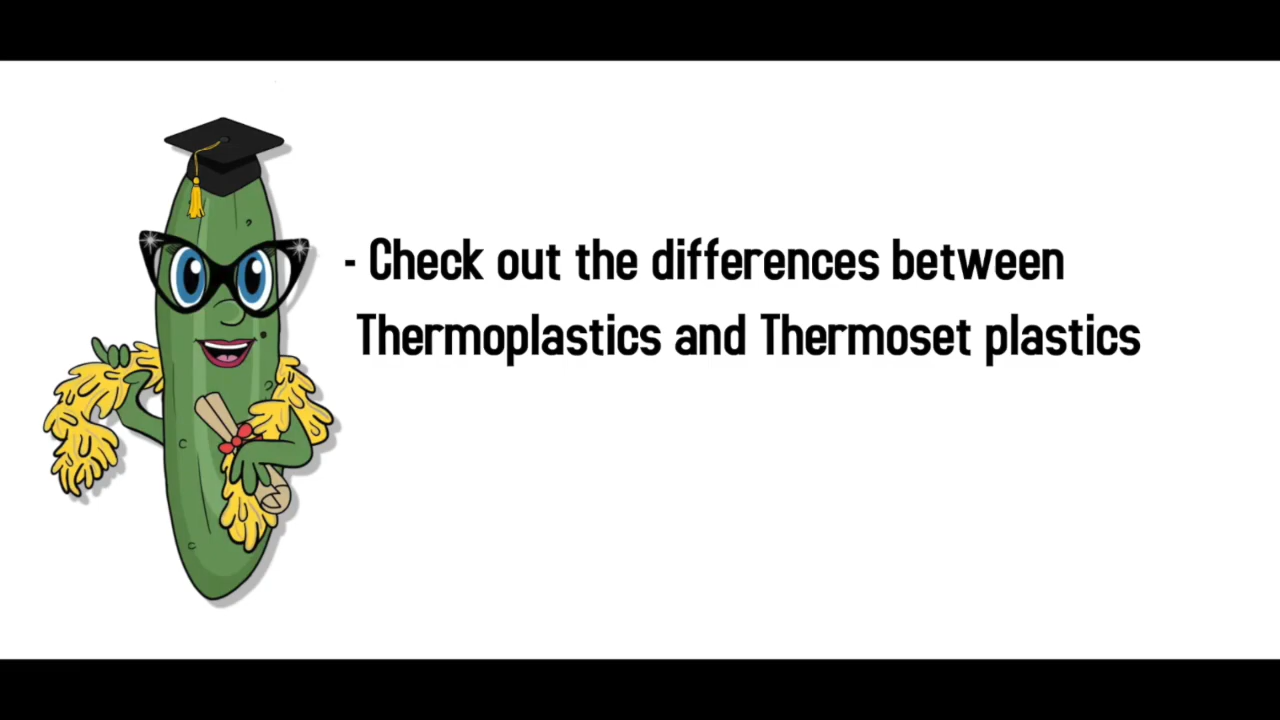 - Check out the differences between
Thermoplastics and Thermoset plastics